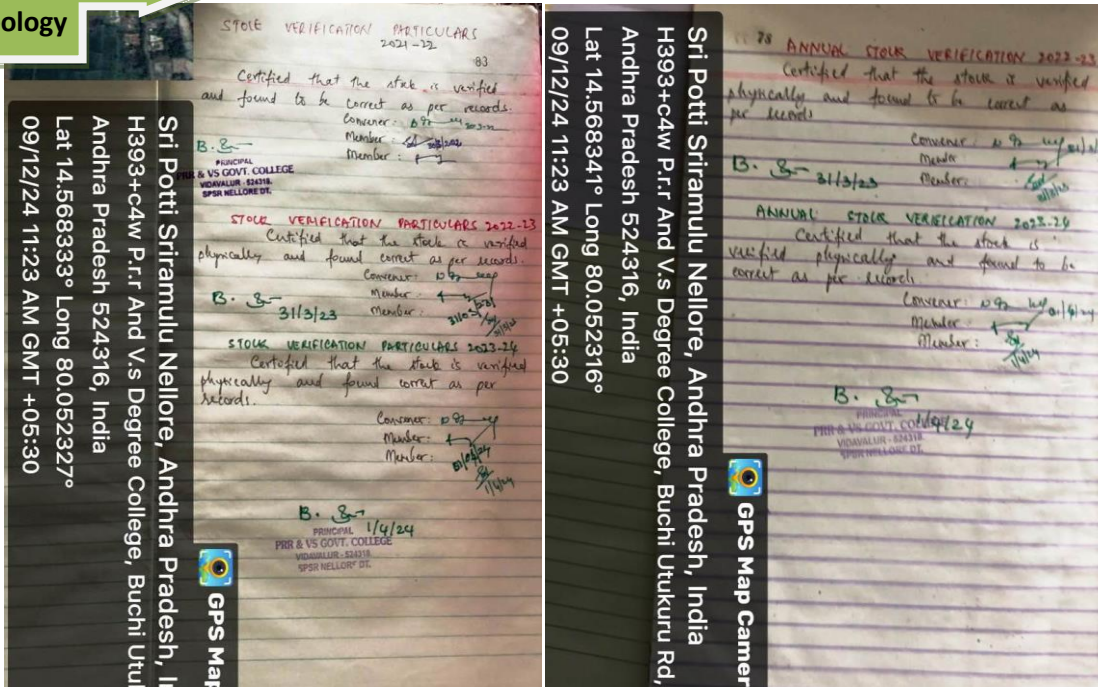 ology
STOCK VERIFICATION PARTICULARS
2021-22
83
Certified that the stock is verified
and found to be correct as per records.
Convener:
Member:
Member:
B.
PRINCIPAL
PRR & VS GOVT. COLLEGE
VIDAVALUR - 524318.
SPSR NELLORE DT.
STOCK VERIFICATION PARTICULARS 2022-23
Certified that the stock is verified
physically and found correct as per records.
Convener:
Member:
Member:
B.
31/3/23
STOCK VERIFICATION PARTICULARS 2023-24
Certified that the stock is verified
physically and found correct as per
records.
Convener:
Member:
Member:
B.
1/4/24
PRINCIPAL
PRR & VS GOVT. COLLEGE
VIDAVALUR - 524318.
SPSR NELLORE DT.
GPS Map
Sri Potti Sriramulu Nellore, Andhra Pradesh, I
H393+c4w P.r.r And V.s Degree College, Buchi Utu
Andhra Pradesh 524316, India
Lat 14.568333° Long 80.052327°
09/12/24 11:23 AM GMT +05:30
88 ANNUAL STOCK VERIFICATION 2022-23
Certified that the stock is verified
physically and found to be correct as
per records
Convener:
Member
Member:
B.
31/3/23
ANNUAL STOCK VERIFICATION 2023-24
Certified that the stock is
verified physically and found to be
correct as per records
Convener:
Member:
Member:
1/4/24
B.
1/4/24
PRINCIPAL
PRR & VS GOVT. COLLEGE
VIDAVALUR - 524318
SPSR NELLORE DT.
GPS Map Camer
Sri Potti Sriramulu Nellore, Andhra Pradesh, India
H393+c4w P.r.r And V.s Degree College, Buchi Utukuru Rd,
Andhra Pradesh 524316, India
Lat 14.568341° Long 80.052316°
09/12/24 11:23 AM GMT +05:30